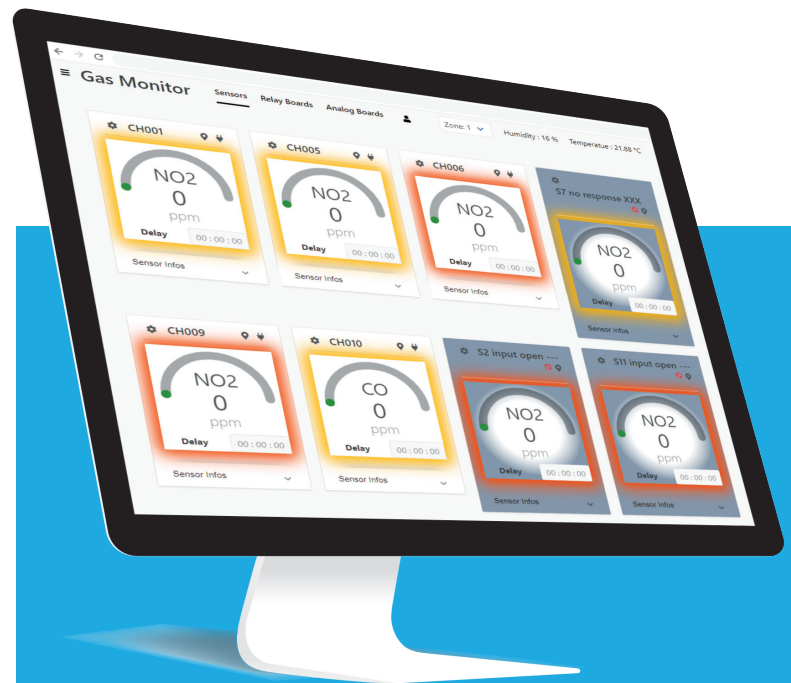 Gas Monitor
Sensors Relay Boards Analog Boards
Zone: 1 Humidity : 16 % Temperatue : 21.88 °C
CH001
NO2
0
ppm
Delay 00 : 00 : 00
Sensor Infos
CH005
NO2
0
ppm
Delay 00 : 00 : 00
Sensor Infos
CH006
NO2
0
ppm
Delay 00 : 00 : 00
Sensor Infos
S7 no response XXX
NO2
0
ppm
Delay 00 : 00 : 00
Sensor Infos
CH009
NO2
0
ppm
Delay 00 : 00 : 00
Sensor Infos
CH010
CO
0
ppm
Delay 00 : 00 : 00
Sensor Infos
S2 input open ---
NO2
0
ppm
Delay 00 : 00 : 00
Sensor Infos
S11 input open ---
NO2
0
ppm
Delay 00 : 00 : 00
Sensor Infos